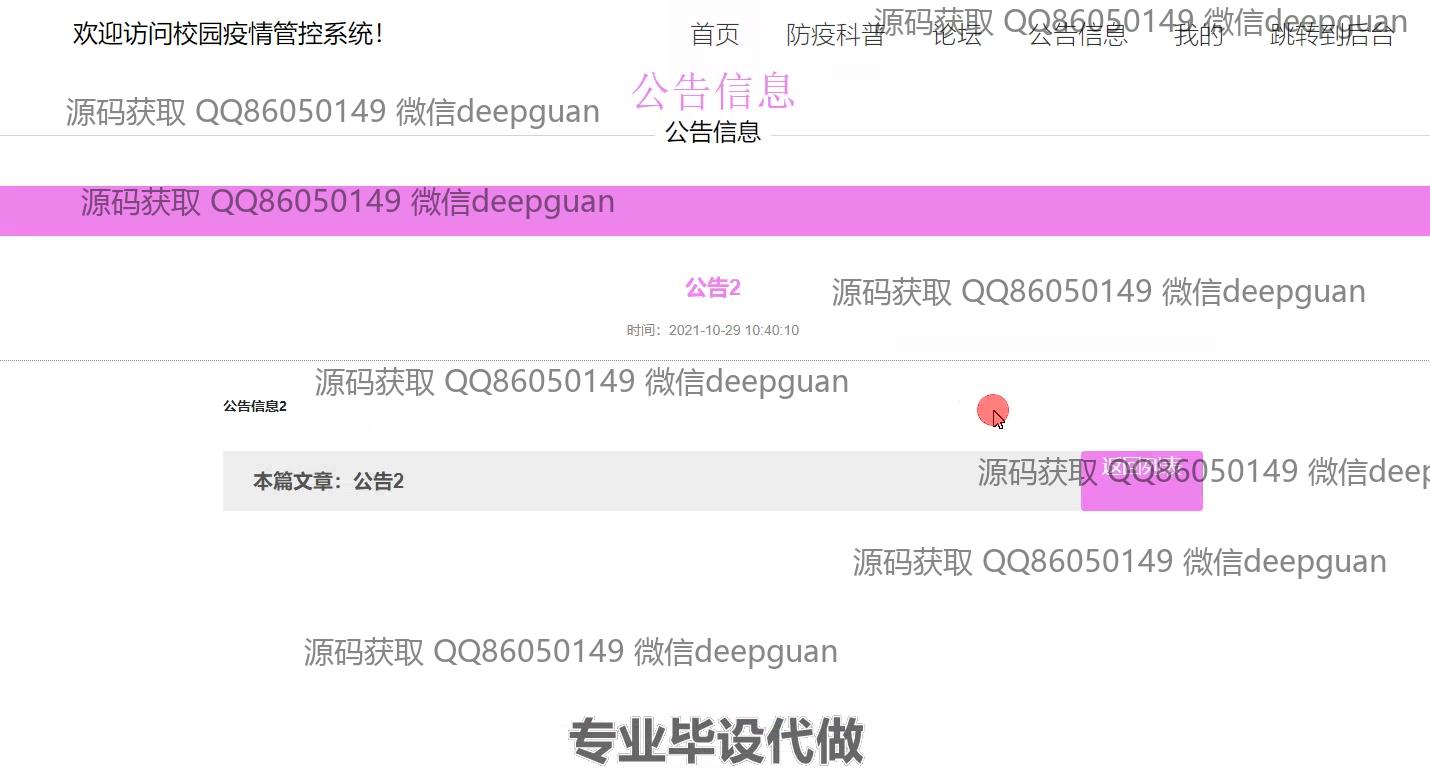 欢迎访问校园疫情管控系统!
首页 防疫科普 论坛 公告信息 我的 跳转到后台
源码获取 QQ86050149 微信deepguan
公告信息
源码获取 QQ86050149 微信deepguan
公告信息
源码获取 QQ86050149 微信deepguan
公告2
源码获取 QQ86050149 微信deepguan
时间：2021-10-29 10:40:10
源码获取 QQ86050149 微信deepguan
公告信息2
本篇文章：公告2
返回列表
源码获取 QQ86050149 微信deep
源码获取 QQ86050149 微信deepguan
源码获取 QQ86050149 微信deepguan
专业毕设代做